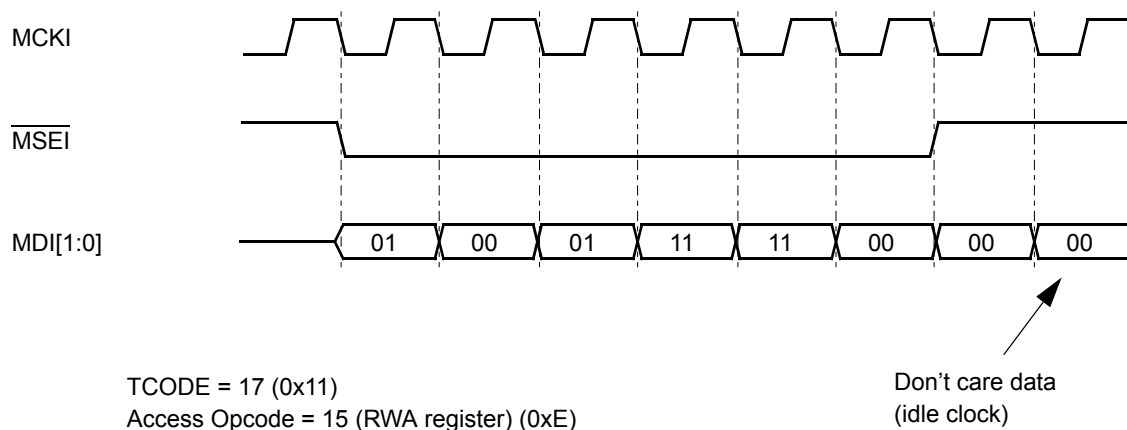 MCKI
MSEI
MDI[1:0]
01 00 01 11 11 00 00 00
TCODE = 17 (0x11)
Access Opcode = 15 (RWA register) (0xE)
Don’t care data
(idle clock)